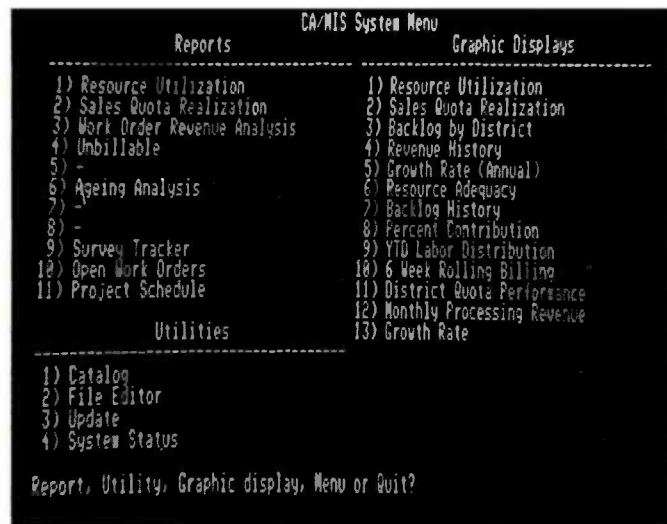 CA/MIS System Menu
Reports
1) Resource Utilization
2) Sales Quota Realization
3) Work Order Revenue Analysis
4) Unbillable
5) -
6) Ageing Analysis
7) -
8) -
9) Survey Tracker
10) Open Work Orders
11) Project Schedule
Utilities
1) Catalog
2) File Editor
3) Update
4) System Status
Graphic Displays
1) Resource Utilization
2) Sales Quota Realization
3) Backlog by District
4) Revenue History
5) Growth Rate (Annual)
6) Resource Adequacy
7) Backlog History
8) Percent Contribution
9) YTD Labor Distribution
10) 6 Week Rolling Billing
11) District Quota Performance
12) Monthly Processing Revenue
13) Growth Rate
Report, Utility, Graphic display, Menu or Quit?